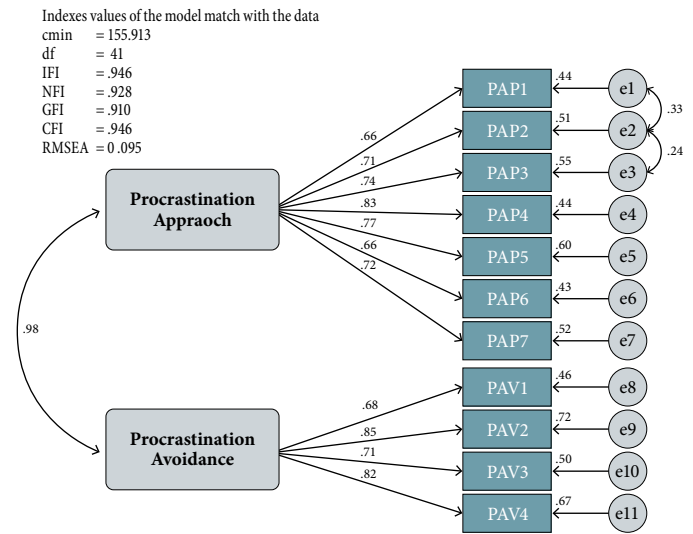 Indexes values of the model match with the data
cmin = 155.913
df = 41
IFI = .946
NFI = .928
GFI = .910
CFI = .946
RMSEA = 0.095
Procrastination
Appraoch
.98
Procrastination
Avoidance
.66
.71
.74
.83
.77
.66
.72
.68
.85
.71
.82
PAP1 .44 e1
.33
PAP2 .51 e2
.24
PAP3 .55 e3
PAP4 .44 e4
PAP5 .60 e5
PAP6 .43 e6
PAP7 .52 e7
PAV1 .46 e8
PAV2 .72 e9
PAV3 .50 e10
PAV4 .67 e11